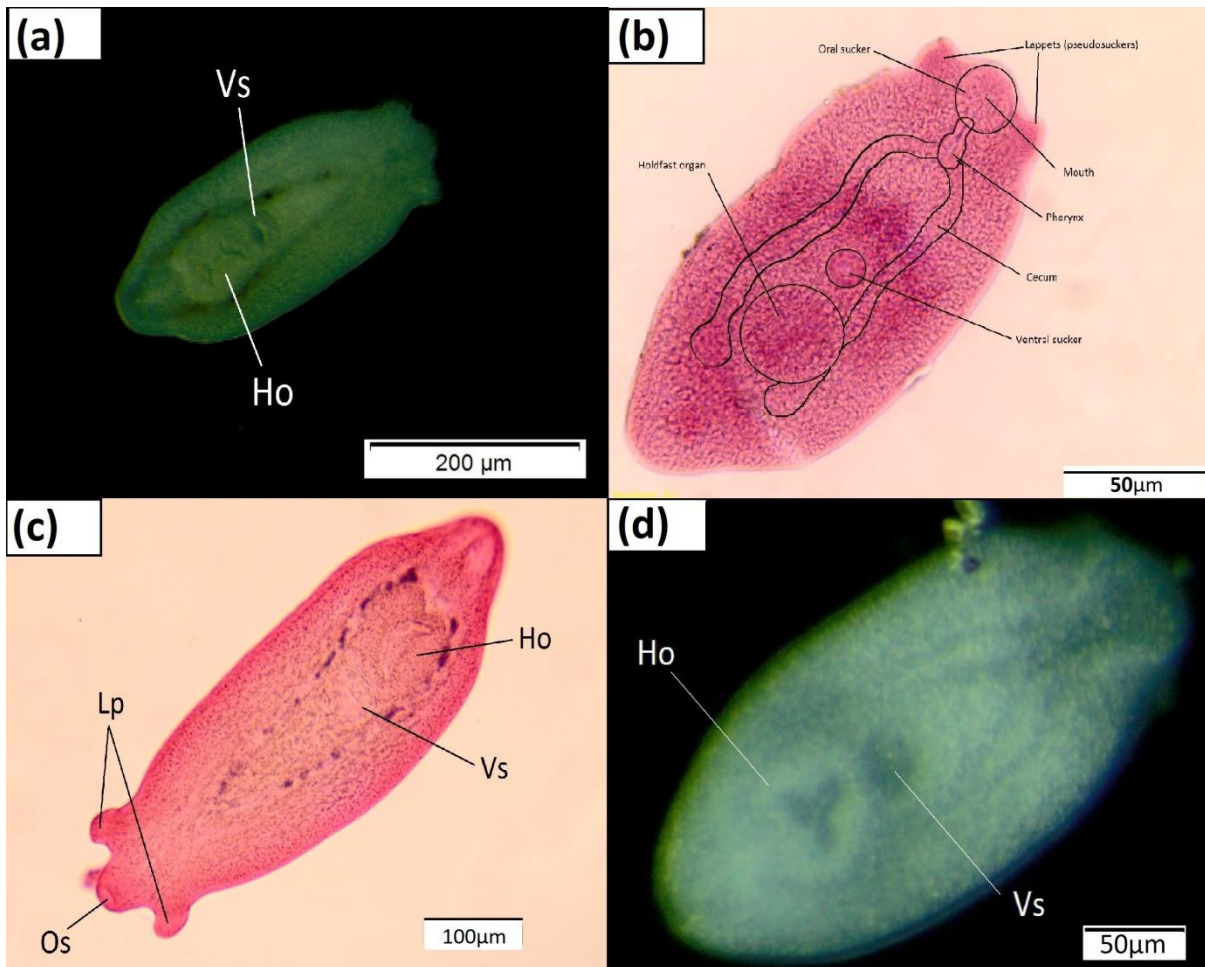 (a)
Vs
Ho
200 µm
(b)
Oral sucker
Lappets (pseudosuckers)
Holdfast organ
Mouth
Pharynx
Cecum
Ventral sucker
50µm
(c)
Ho
Lp
Vs
Os
100µm
(d)
Ho
Vs
50µm